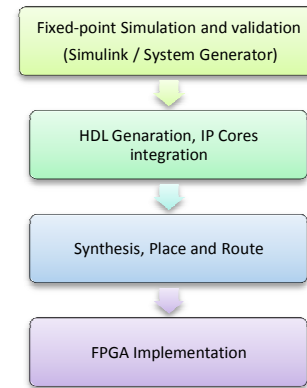 Fixed-point Simulation and validation
(Simulink / System Generator)
HDL Genaration, IP Cores
integration
Synthesis, Place and Route
FPGA Implementation